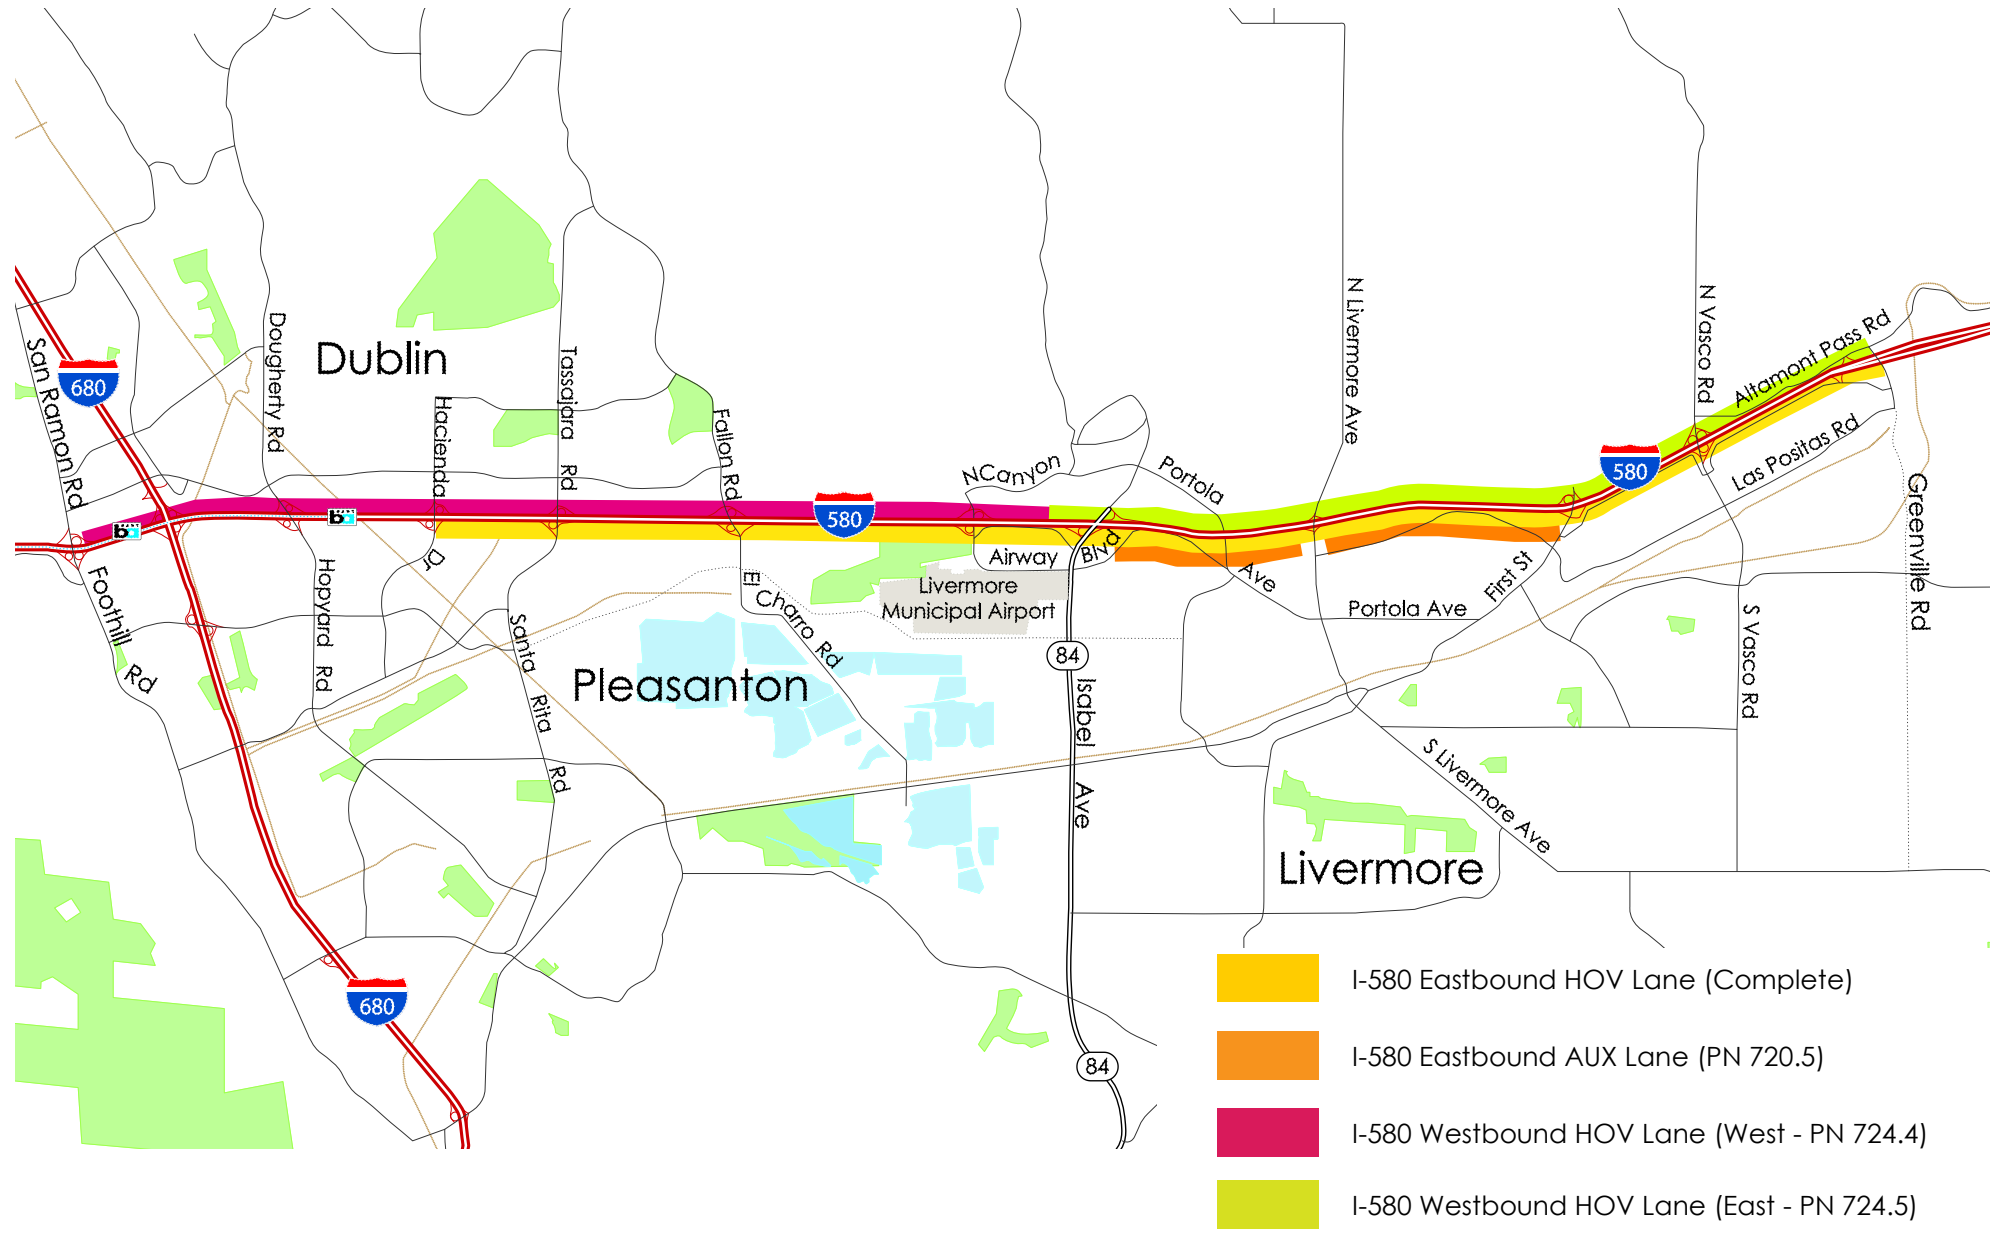 N Livermore Ave
N Vasco Rd
Altamont Pass Rd
San Ramon Rd
680
Dougherty Rd
Dublin
Tassajara Rd
Hacienda Dr
Fallon Rd
N Canyon
Portola Ave
580
580
Las Positas Rd
Greenville Rd
Foothill Rd
Hopyard Rd
Airway Blvd
Livermore
Municipal Airport
El Charro Rd
Portola Ave
First St
S Vasco Rd
Santa Rita Rd
Pleasanton
84
Isabel Ave
S Livermore Ave
Livermore
680
84
I-580 Eastbound HOV Lane (Complete)
I-580 Eastbound AUX Lane (PN 720.5)
I-580 Westbound HOV Lane (West - PN 724.4)
I-580 Westbound HOV Lane (East - PN 724.5)